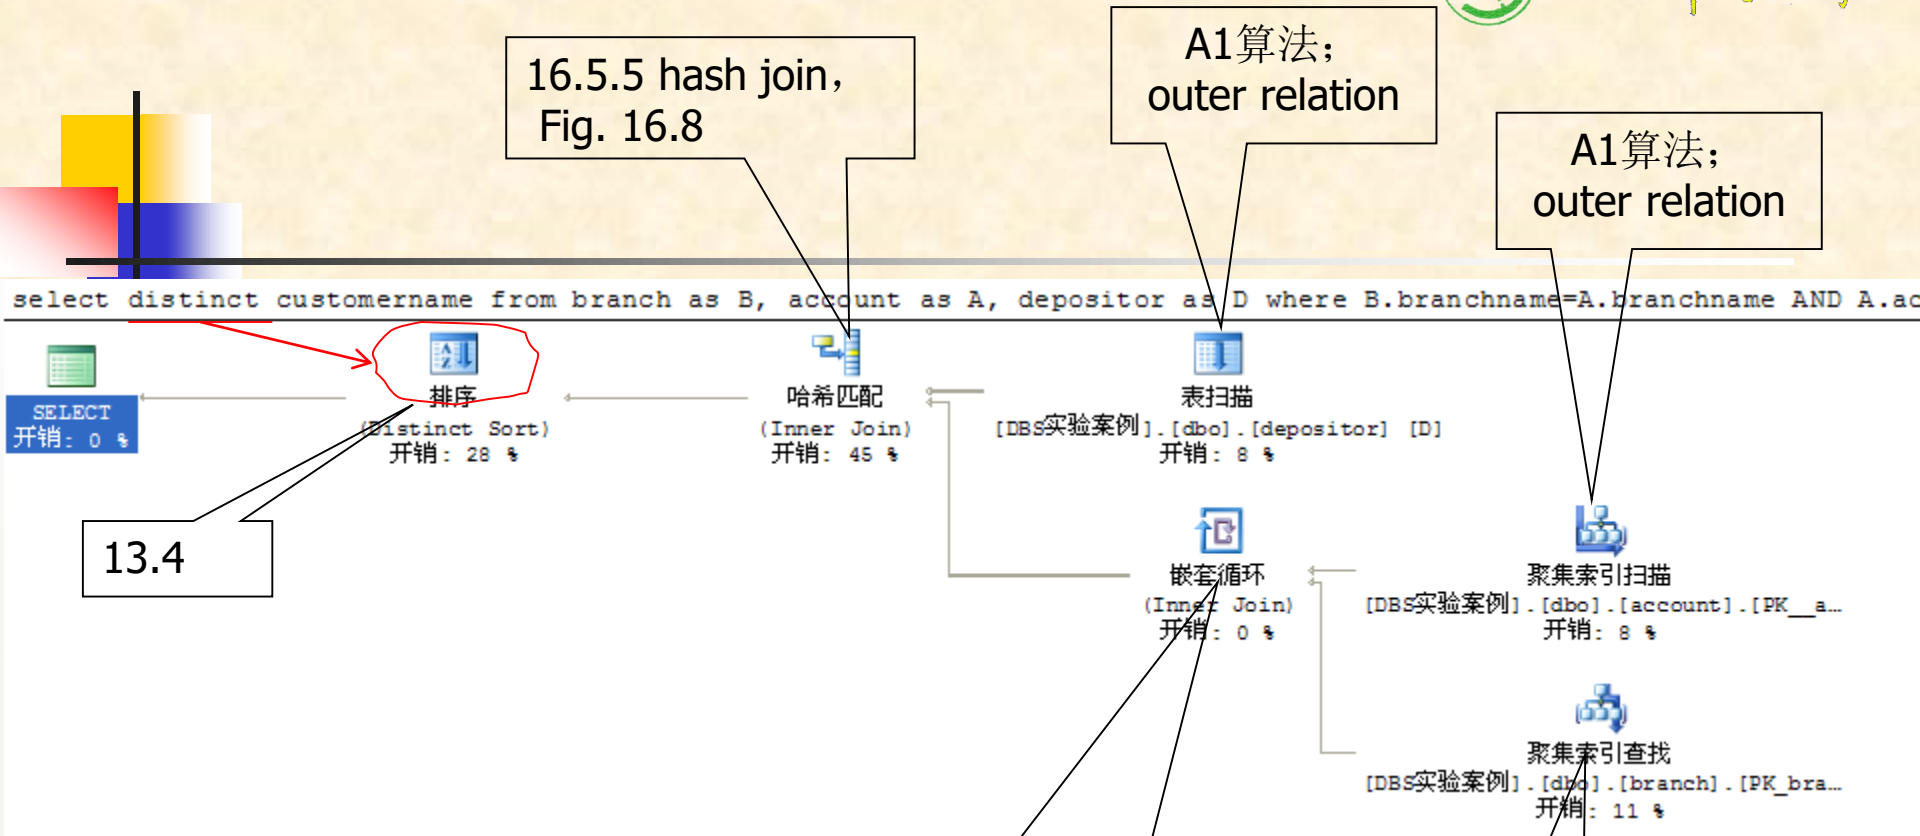 A1算法；
outer relation
16.5.5 hash join，
Fig. 16.8
A1算法；
outer relation
select distinct customername from branch as B, account as A, depositor as D where B.branchname=A.branchname AND A.ac
SELECT
开销: 0 %
排序
(Distinct Sort)
开销: 28 %
哈希匹配
(Inner Join)
开销: 45 %
表扫描
[DBS实验案例].[dbo].[depositor] [D]
开销: 8 %
13.4
嵌套循环
(Inner Join)
开销: 0 %
聚集索引扫描
[DBS实验案例].[dbo].[account].[PK__a…
开销: 8 %
聚集索引查找
[DBS实验案例].[dbo].[branch].[PK_bra…
开销: 11 %